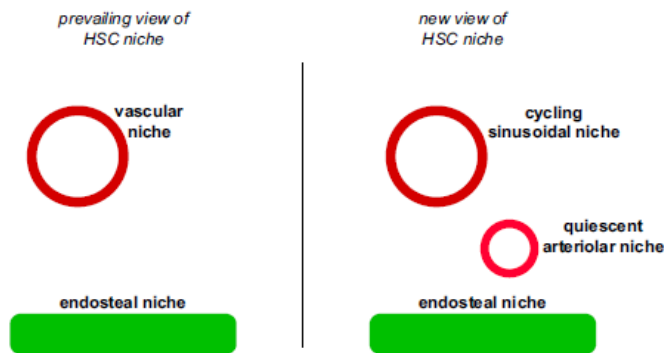 prevailing view of
HSC niche
vascular
niche
endosteal niche
new view of
HSC niche
cycling
sinusoidal niche
quiescent
arteriolar niche
endosteal niche